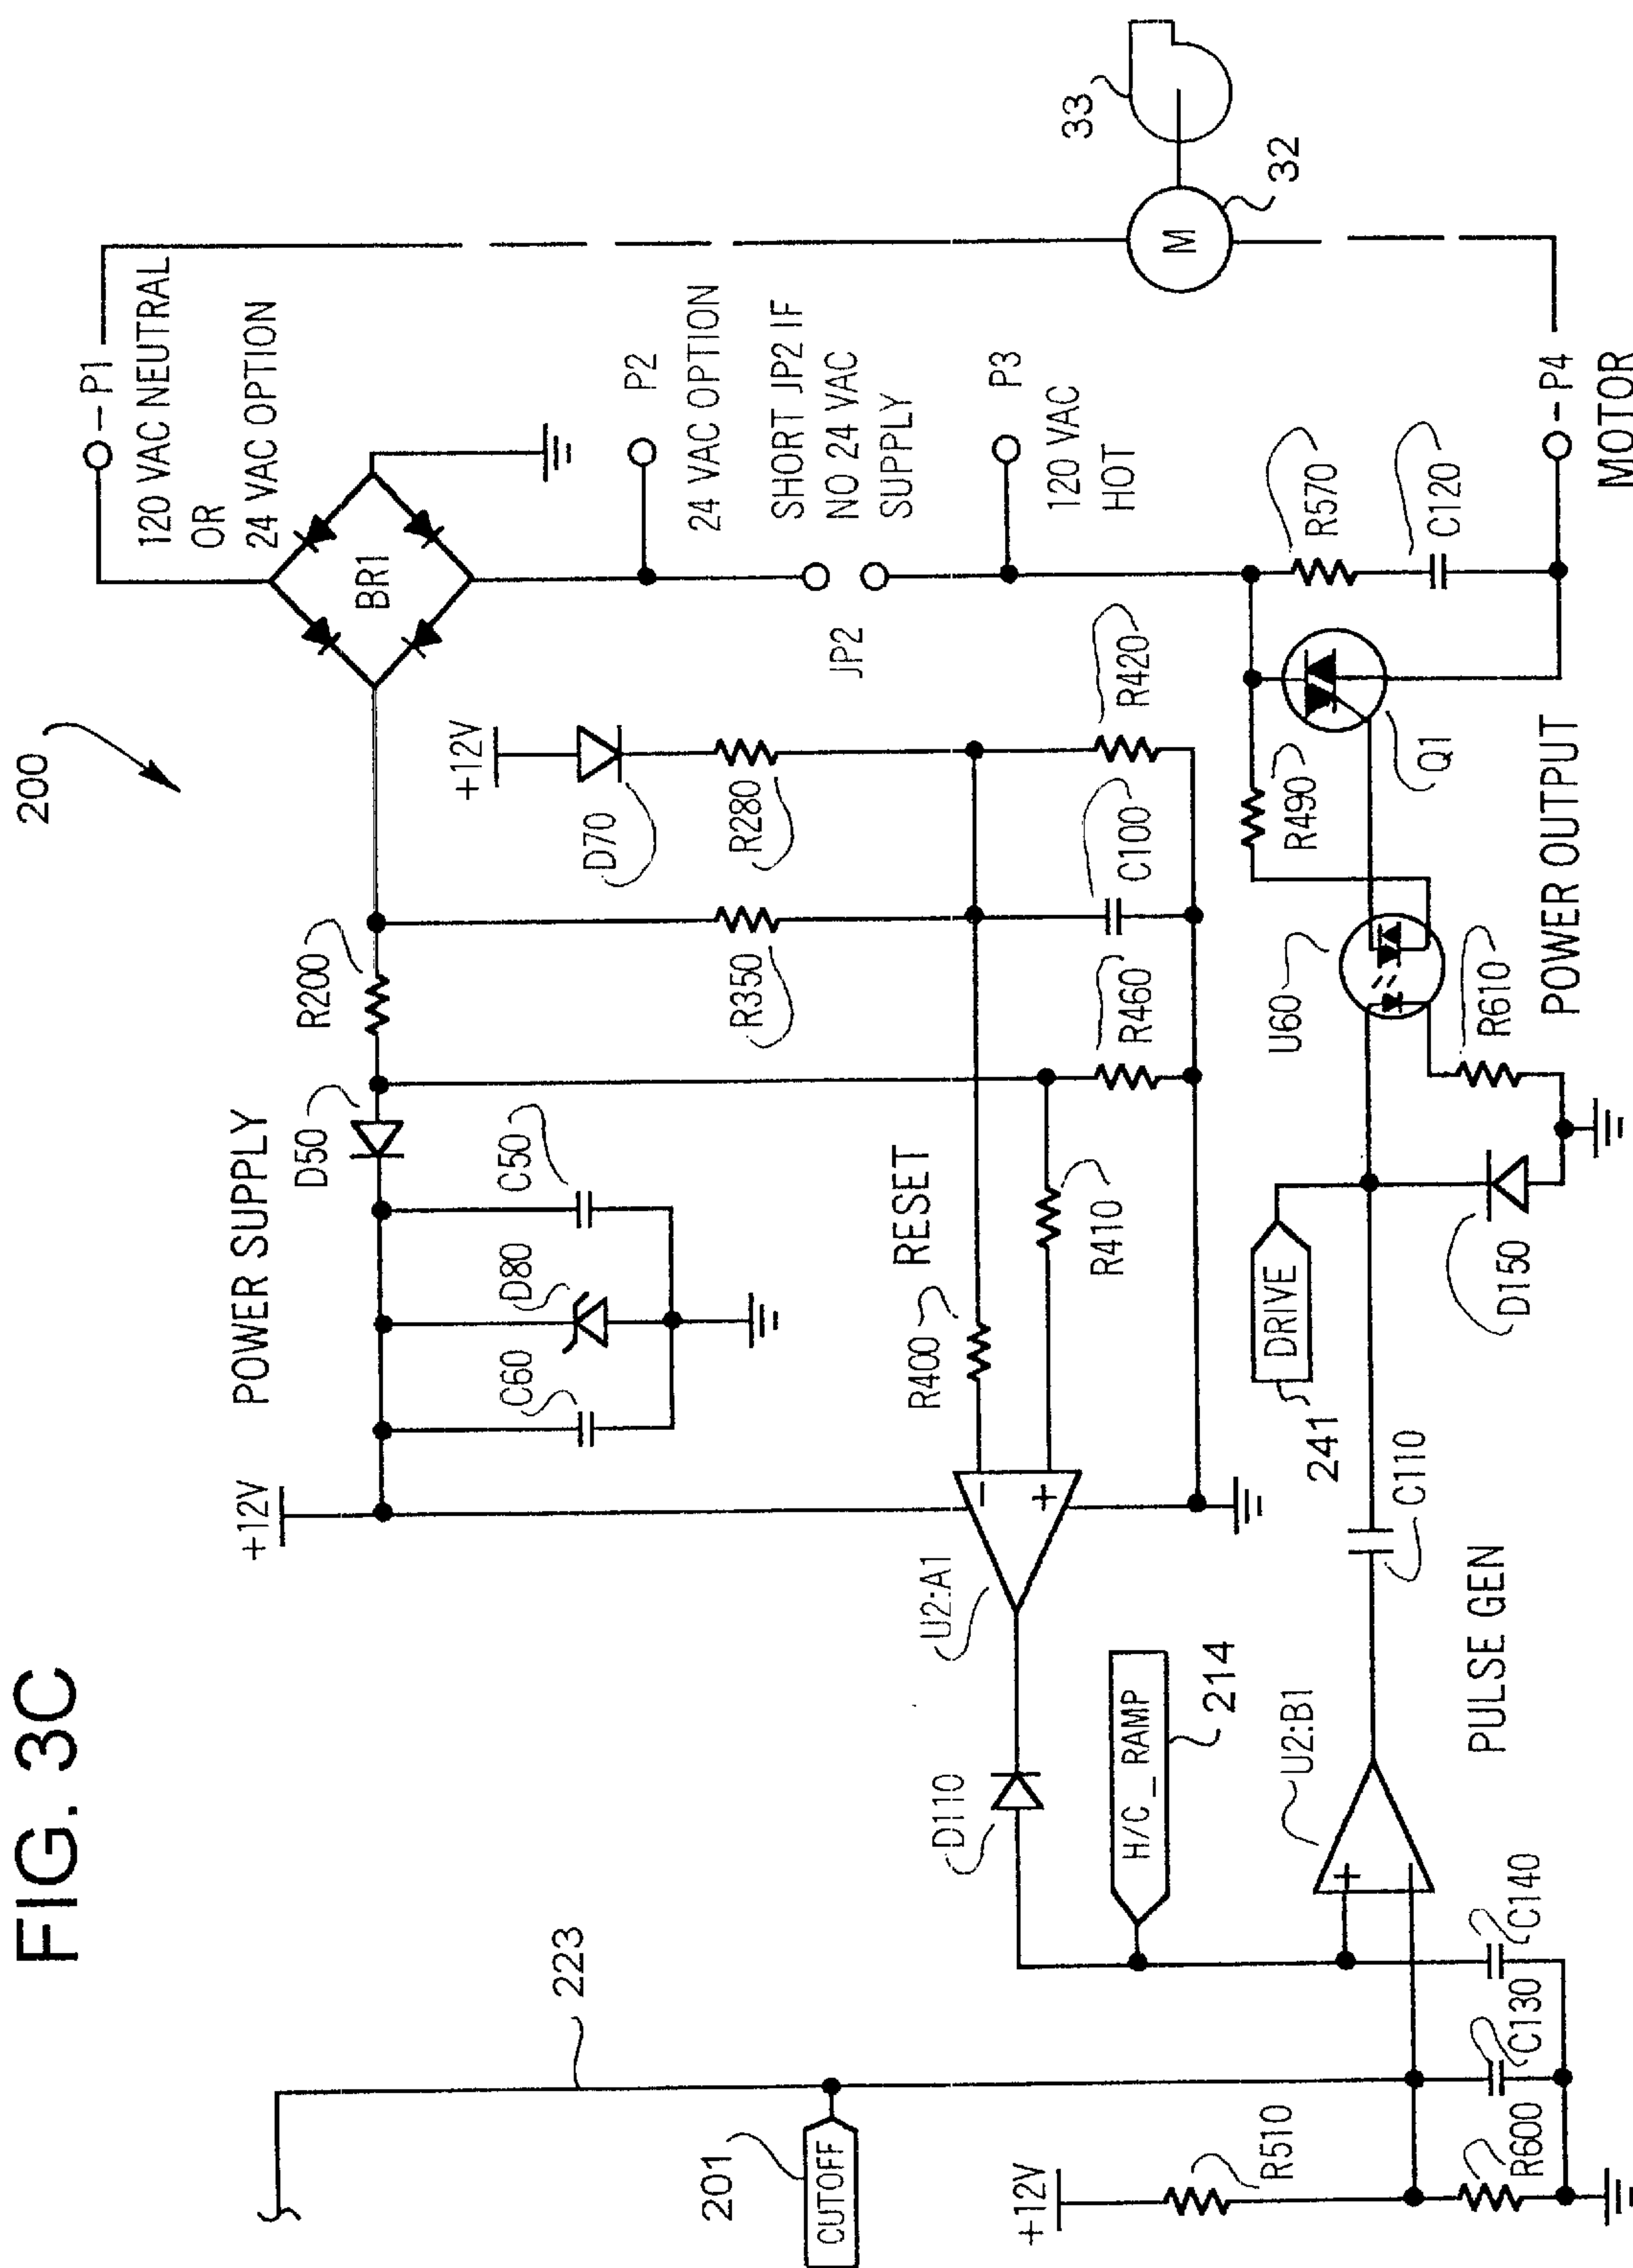 FIG. 3C
200
P1
120 VAC NEUTRAL
OR
24 VAC OPTION
BR1
P2
24 VAC OPTION
SHORT JP2 IF
NO 24 VAC
SUPPLY
JP2
P3
120 VAC
HOT
33
32
M
R570
C120
P4
MOTOR
POWER SUPPLY
+12V
R200
D50
C50
D80
C60
+12V
D70
R280
R350
R420
C100
R460
RESET
R400
R410
U2:A1
-
+
D110
H/C_RAMP
214
223
201
CUTOFF
+12V
R510
R600
C130
C140
U2:B1
+
PULSE GEN
C110
DRIVE
241
D150
U60
R610
R490
Q1
POWER OUTPUT